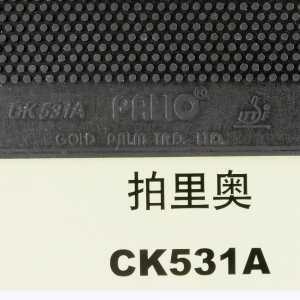 CK531A PALIO®
GOLD PALM TRD. LTD.
拍里奥
CK531A